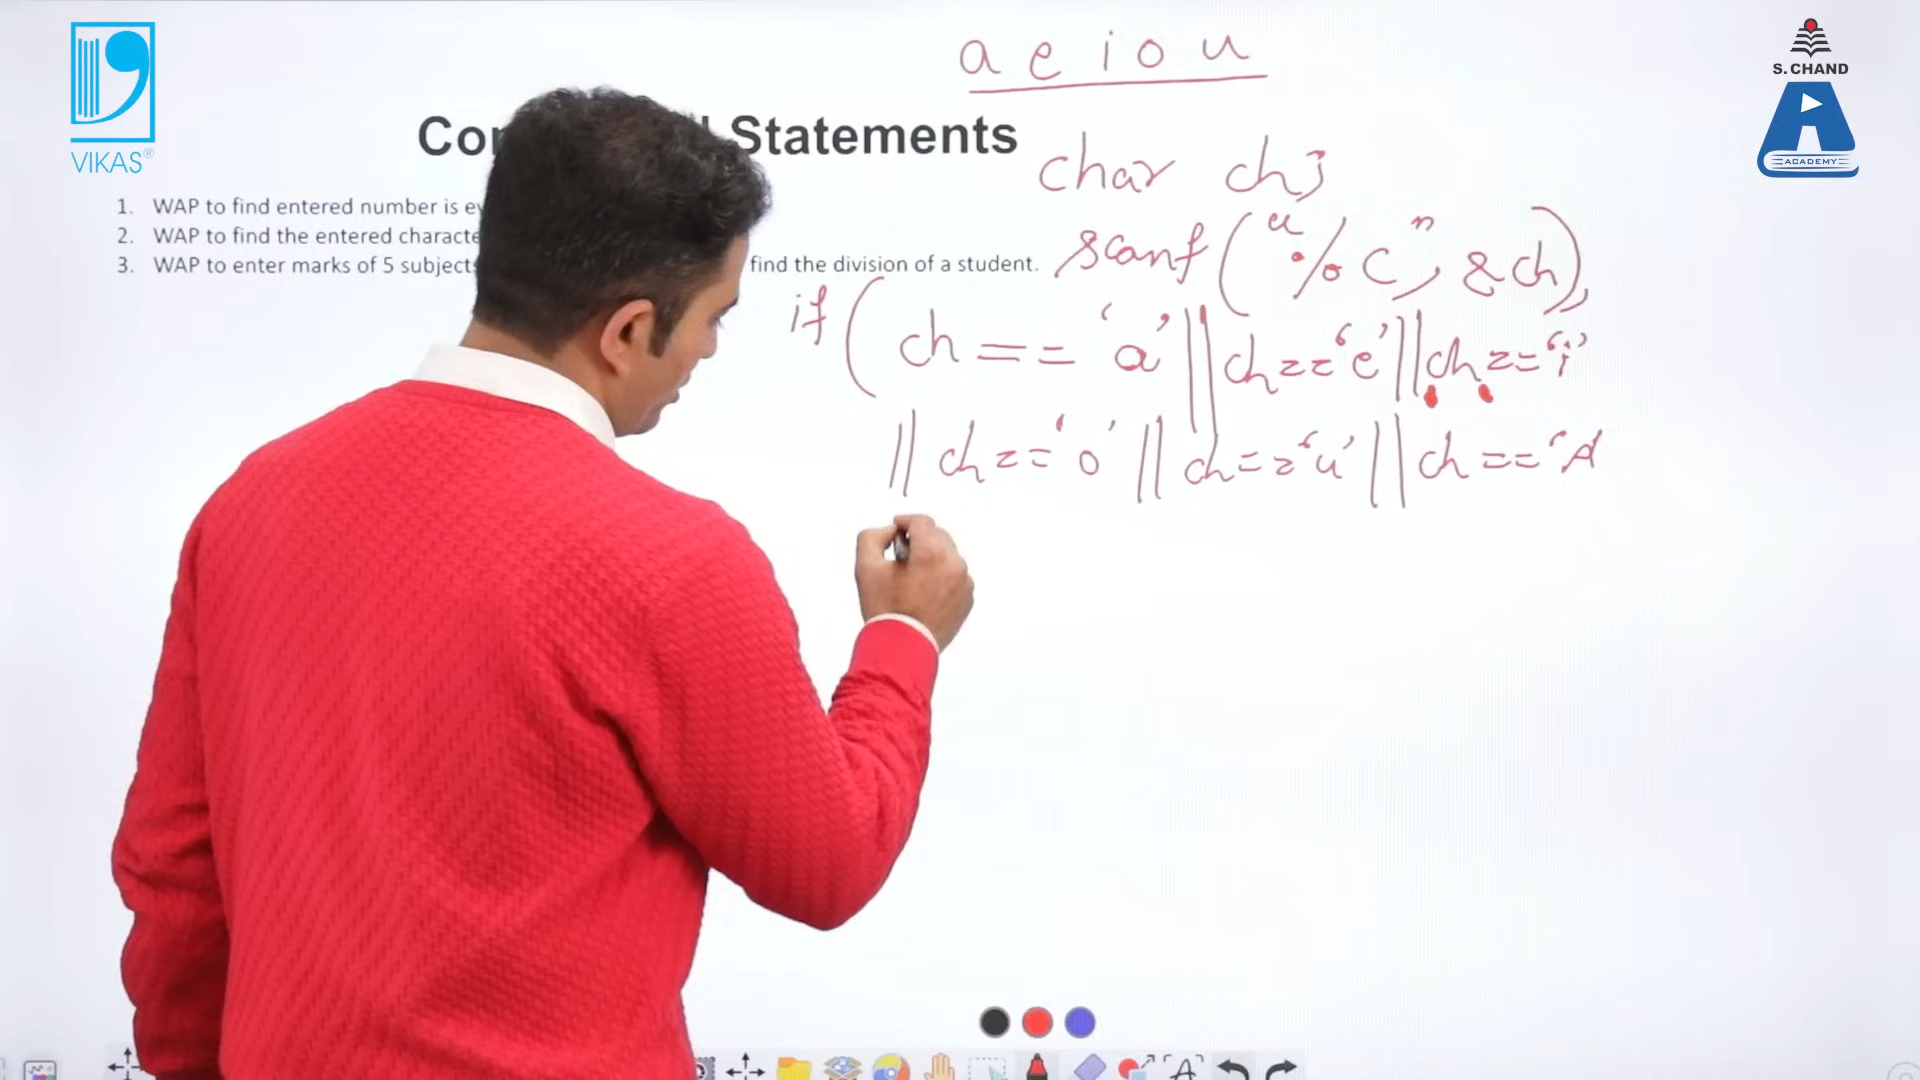 a e i o u
VIKAS®
S. CHAND
ACADEMY
Statements
char ch;
1. WAP to find entered number is
2. WAP to find the entered
3. WAP to enter marks of 5 find the division of a student.
scanf("%c", &ch);
if (ch == 'a' || ch == 'e' || ch == 'i'
|| ch == 'o' || ch == 'u' || ch == 'A